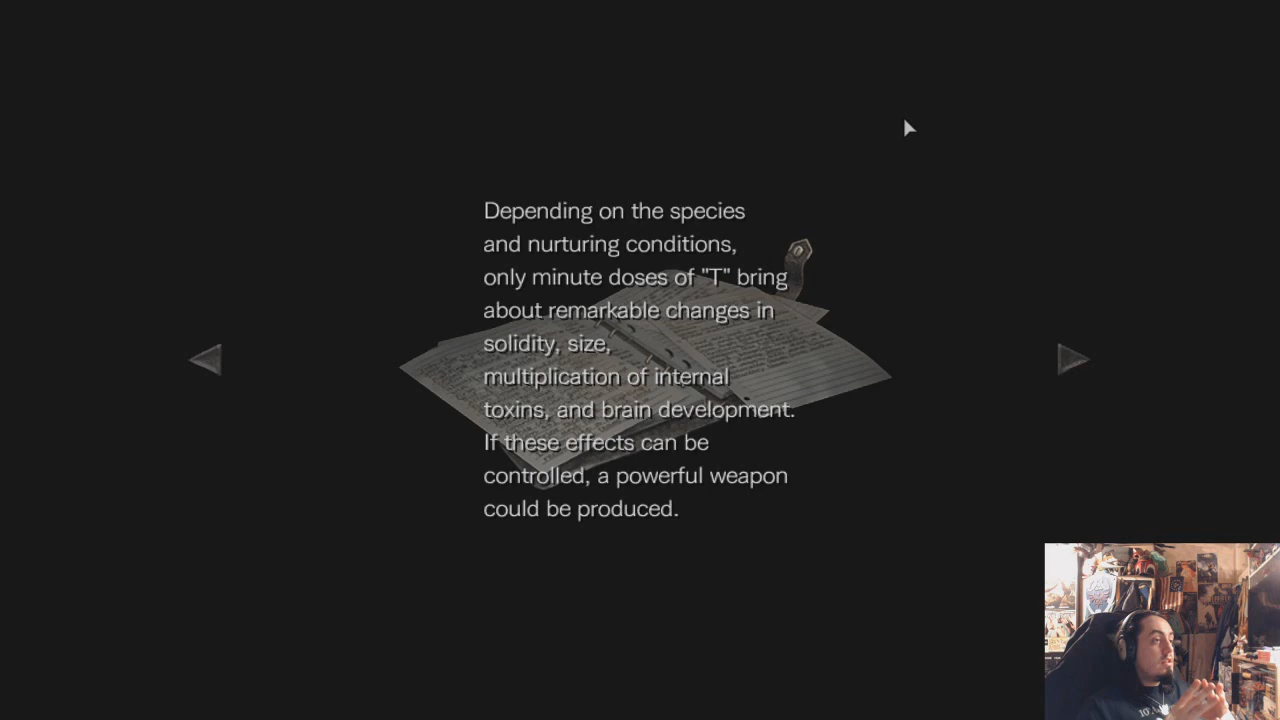 Depending on the species
and nurturing conditions,
only minute doses of "T" bring
about remarkable changes in
solidity, size,
multiplication of internal
toxins, and brain development.
If these effects can be
controlled, a powerful weapon
could be produced.